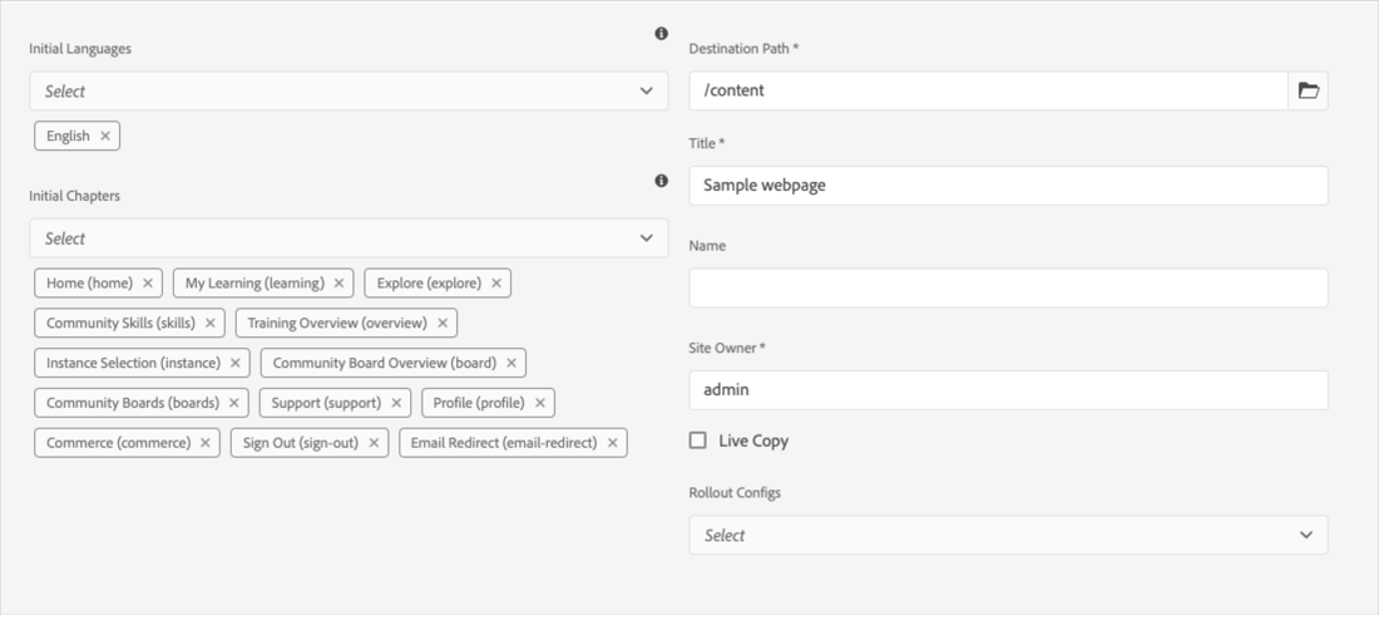 Initial Languages
Select
English
Initial Chapters
Select
Home (home) My Learning (learning) Explore (explore)
Community Skills (skills) Training Overview (overview)
Instance Selection (instance) Community Board Overview (board)
Community Boards (boards) Support (support) Profile (profile)
Commerce (commerce) Sign Out (sign-out) Email Redirect (email-redirect)
Destination Path *
/content
Title *
Sample webpage
Name
Site Owner *
admin
Live Copy
Rollout Configs
Select